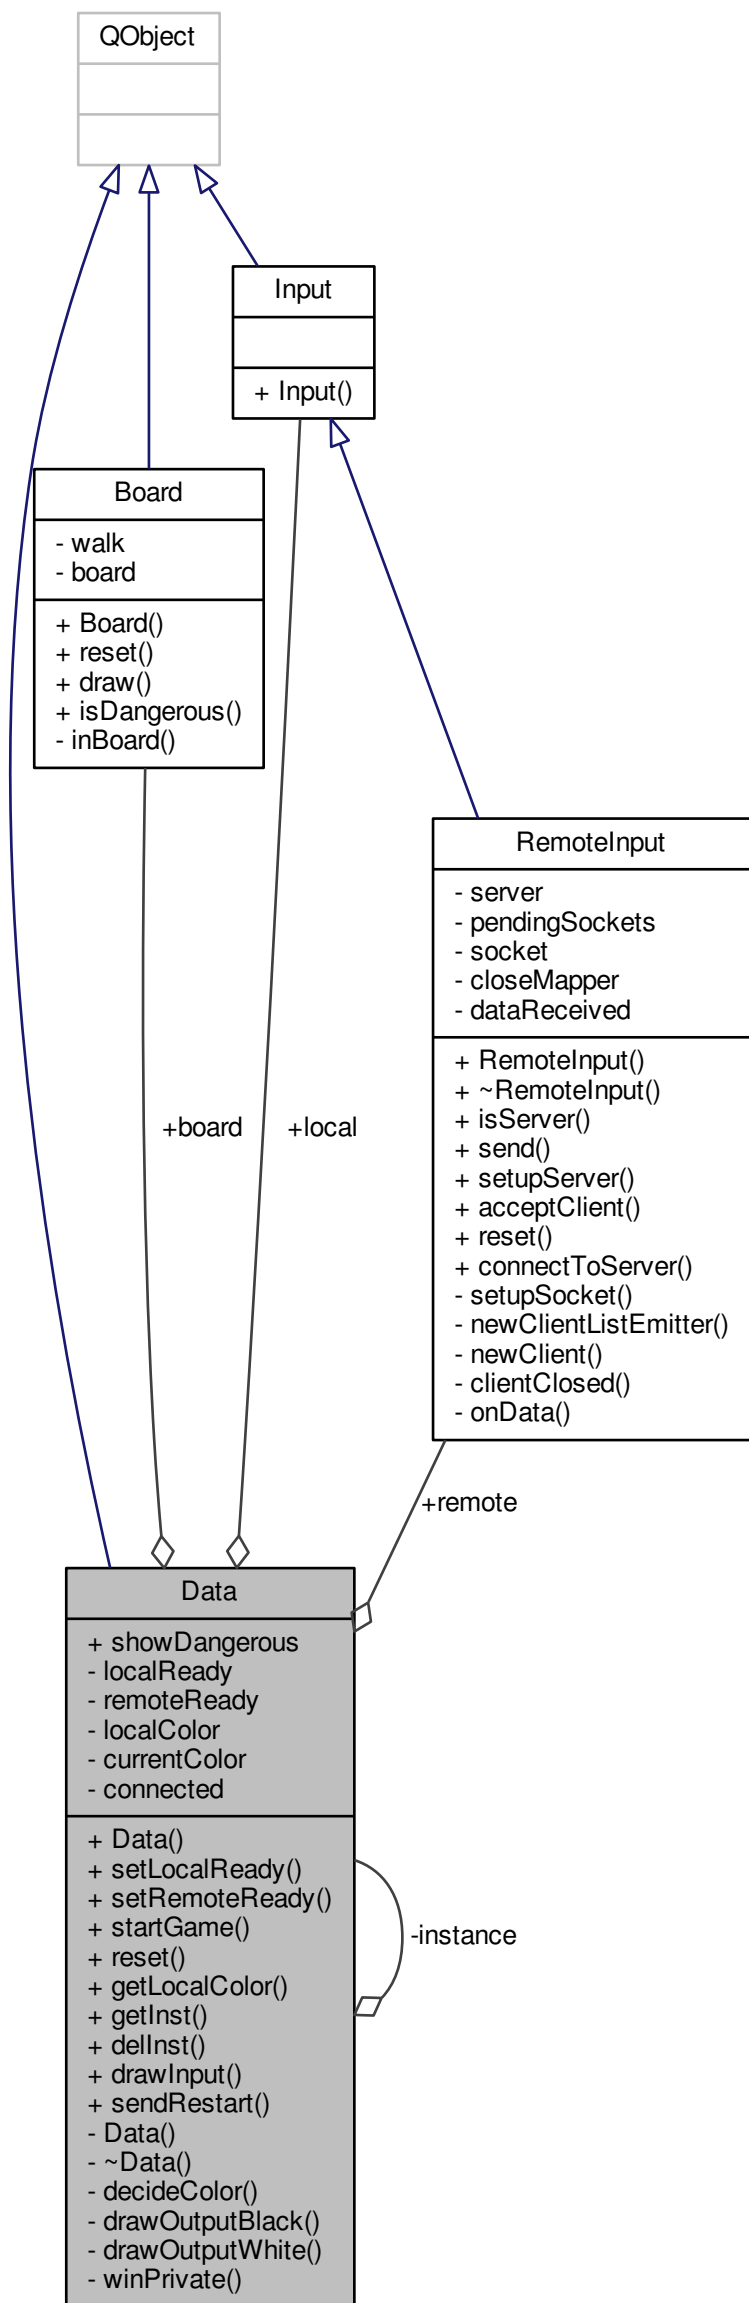 QObject
Input
+ Input()
Board
- walk
- board
+ Board()
+ reset()
+ draw()
+ isDangerous()
- inBoard()
RemoteInput
- server
- pendingSockets
- socket
- closeMapper
- dataReceived
+ RemoteInput()
+ ~RemoteInput()
+ isServer()
+ send()
+ setupServer()
+ acceptClient()
+ reset()
+ connectToServer()
- setupSocket()
- newClientListEmitter()
- newClient()
- clientClosed()
- onData()
+board
+local
+remote
Data
+ showDangerous
- localReady
- remoteReady
- localColor
- currentColor
- connected
+ Data()
+ setLocalReady()
+ setRemoteReady()
+ startGame()
+ reset()
+ getLocalColor()
+ getInst()
+ delInst()
+ drawInput()
+ sendRestart()
- Data()
- ~Data()
- decideColor()
- drawOutputBlack()
- drawOutputWhite()
- winPrivate()
-instance